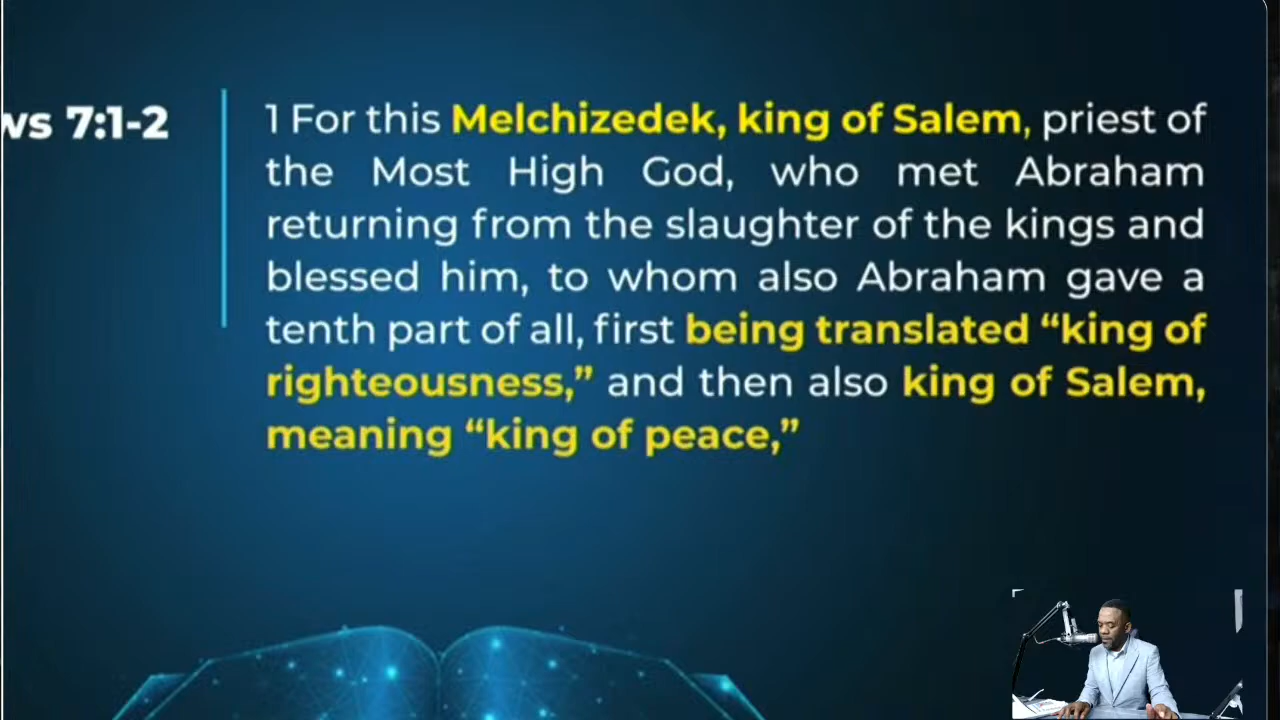 ws 7:1-2
1 For this Melchizedek, king of Salem, priest of
the Most High God, who met Abraham
returning from the slaughter of the kings and
blessed him, to whom also Abraham gave a
tenth part of all, first being translated “king of
righteousness,” and then also king of Salem,
meaning “king of peace,”